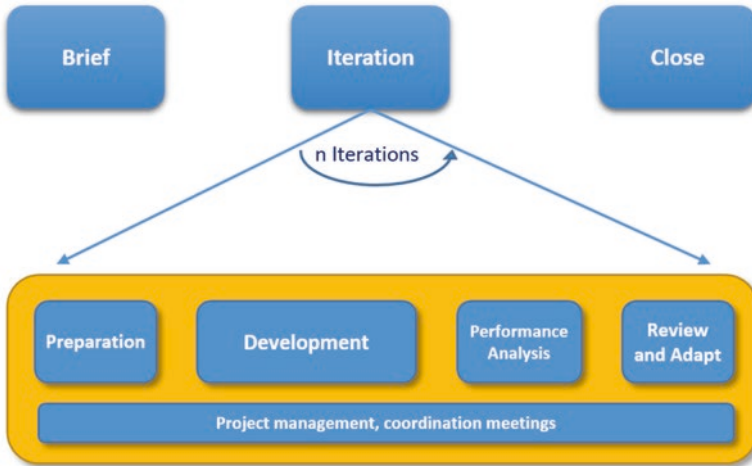 Brief
Iteration
Close
n Iterations
Preparation
Development
Performance
Analysis
Review
and Adapt
Project management, coordination meetings